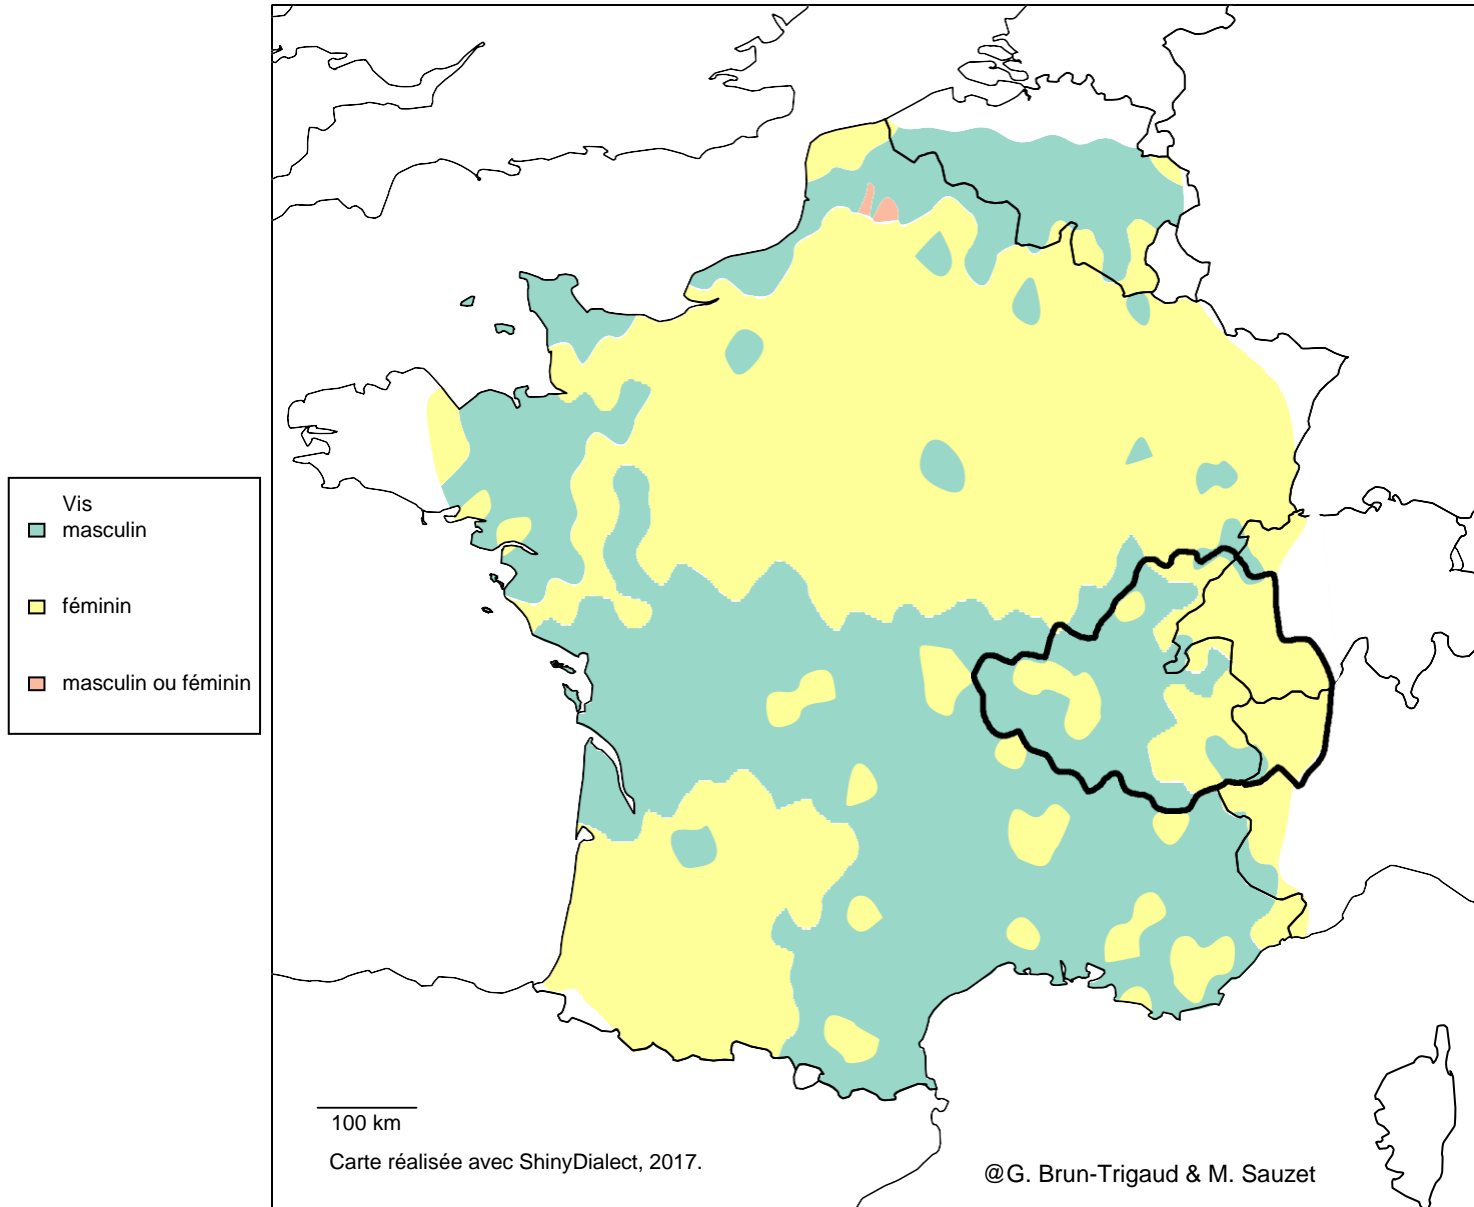 Vis
masculin
féminin
masculin ou féminin
100 km
Carte réalisée avec ShinyDialect, 2017.
@G. Brun-Trigaud & M. Sauzet